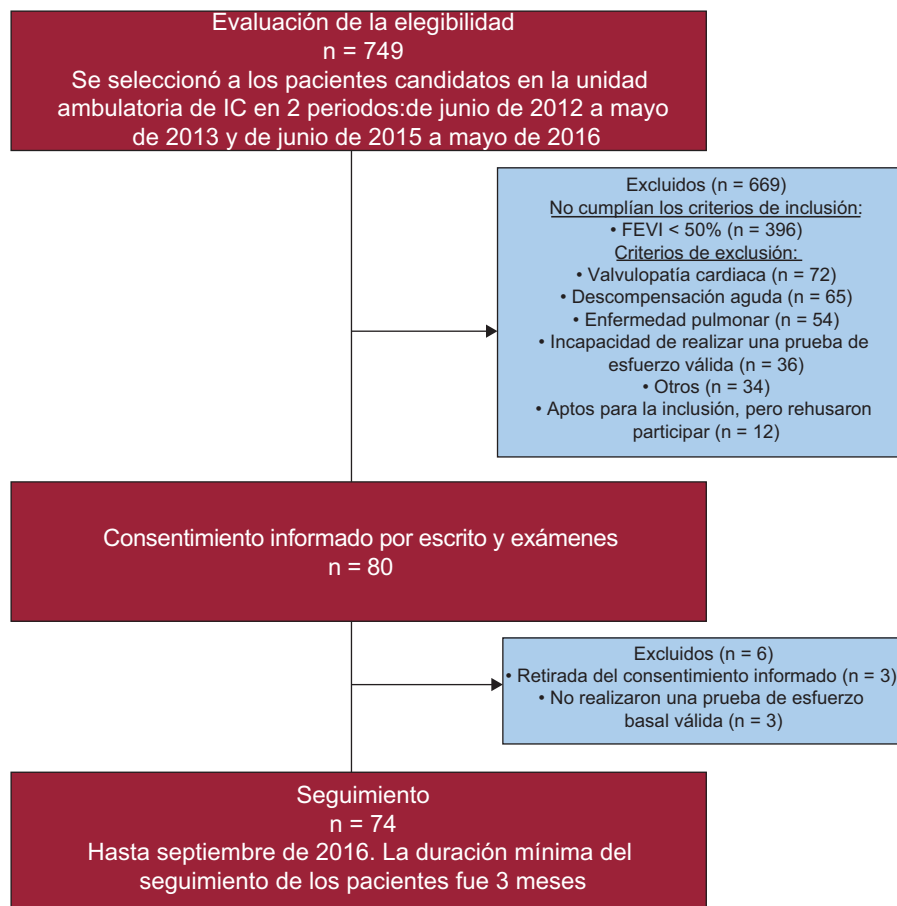 Evaluación de la elegibilidad
n = 749
Se seleccionó a los pacientes candidatos en la unidad
ambulatoria de IC en 2 periodos:de junio de 2012 a mayo
de 2013 y de junio de 2015 a mayo de 2016
Excluidos (n = 669)
No cumplían los criterios de inclusión:
• FEVI < 50% (n = 396)
Criterios de exclusión:
• Valvulopatía cardiaca (n = 72)
• Descompensación aguda (n = 65)
• Enfermedad pulmonar (n = 54)
• Incapacidad de realizar una prueba de
esfuerzo válida (n = 36)
• Otros (n = 34)
• Aptos para la inclusión, pero rehusaron
participar (n = 12)
Consentimiento informado por escrito y exámenes
n = 80
Excluidos (n = 6)
• Retirada del consentimiento informado (n = 3)
• No realizaron una prueba de esfuerzo
basal válida (n = 3)
Seguimiento
n = 74
Hasta septiembre de 2016. La duración mínima del
seguimiento de los pacientes fue 3 meses